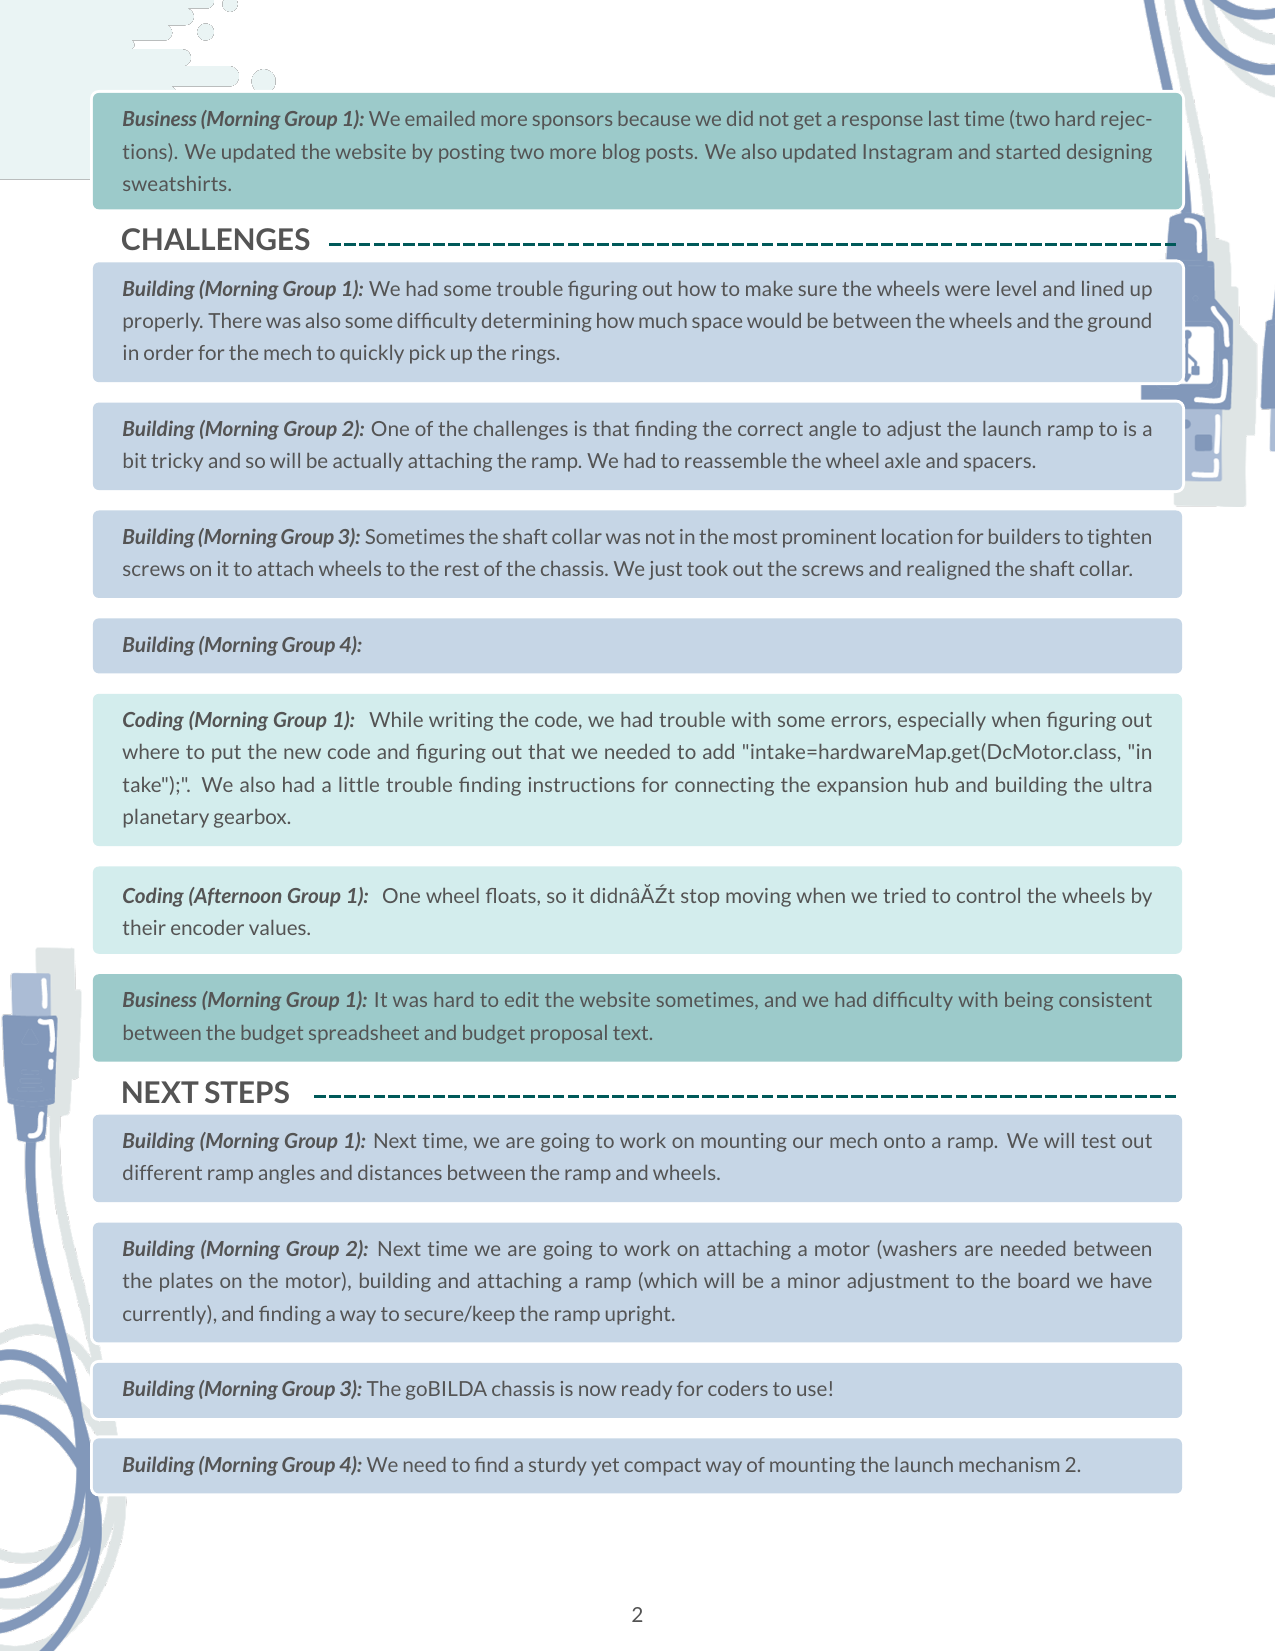 Business (Morning Group 1): We emailed more sponsors because we did not get a response last time (two hard rejec-
tions). We updated the website by posting two more blog posts. We also updated Instagram and started designing
sweatshirts.
CHALLENGES
Building (Morning Group 1): We had some trouble figuring out how to make sure the wheels were level and lined up
properly. There was also some difficulty determining how much space would be between the wheels and the ground
in order for the mech to quickly pick up the rings.
Building (Morning Group 2): One of the challenges is that finding the correct angle to adjust the launch ramp to is a
bit tricky and so will be actually attaching the ramp. We had to reassemble the wheel axle and spacers.
Building (Morning Group 3): Sometimes the shaft collar was not in the most prominent location for builders to tighten
screws on it to attach wheels to the rest of the chassis. We just took out the screws and realigned the shaft collar.
Building (Morning Group 4):
Coding (Morning Group 1): While writing the code, we had trouble with some errors, especially when figuring out
where to put the new code and figuring out that we needed to add "intake=hardwareMap.get(DcMotor.class, "in
take");". We also had a little trouble finding instructions for connecting the expansion hub and building the ultra
planetary gearbox.
Coding (Afternoon Group 1): One wheel floats, so it didnâĂŹt stop moving when we tried to control the wheels by
their encoder values.
Business (Morning Group 1): It was hard to edit the website sometimes, and we had difficulty with being consistent
between the budget spreadsheet and budget proposal text.
NEXT STEPS
Building (Morning Group 1): Next time, we are going to work on mounting our mech onto a ramp. We will test out
different ramp angles and distances between the ramp and wheels.
Building (Morning Group 2): Next time we are going to work on attaching a motor (washers are needed between
the plates on the motor), building and attaching a ramp (which will be a minor adjustment to the board we have
currently), and finding a way to secure/keep the ramp upright.
Building (Morning Group 3): The goBILDA chassis is now ready for coders to use!
Building (Morning Group 4): We need to find a sturdy yet compact way of mounting the launch mechanism 2.
2